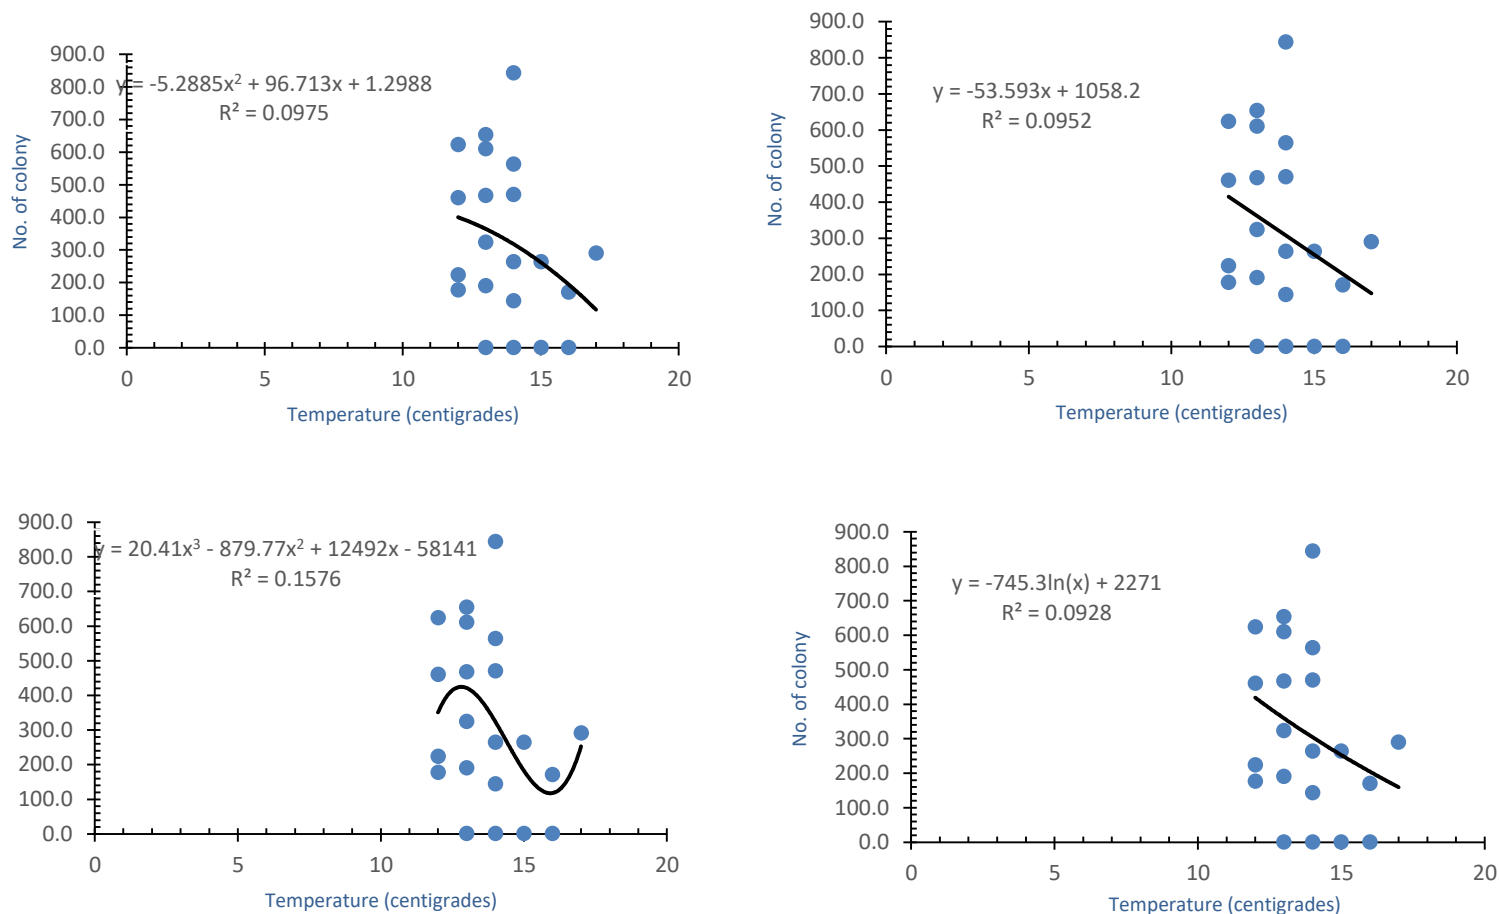 900.0
800.0
700.0
600.0
500.0
400.0
300.0
200.0
100.0
0.0
No. of colony
y = -5.2885x² + 96.713x + 1.2988
R² = 0.0975
0 5 10 15 20
Temperature (centigrades)
900.0
800.0
700.0
600.0
500.0
400.0
300.0
200.0
100.0
0.0
No. of colony
y = -53.593x + 1058.2
R² = 0.0952
0 5 10 15 20
Temperature (centigrades)
900.0
800.0
700.0
600.0
500.0
400.0
300.0
200.0
100.0
0.0
y = 20.41x³ - 879.77x² + 12492x - 58141
R² = 0.1576
0 5 10 15 20
Temperature (centigrades)
900.0
800.0
700.0
600.0
500.0
400.0
300.0
200.0
100.0
0.0
No. of colony
y = -745.3ln(x) + 2271
R² = 0.0928
0 5 10 15 20
Temperature (centigrades)